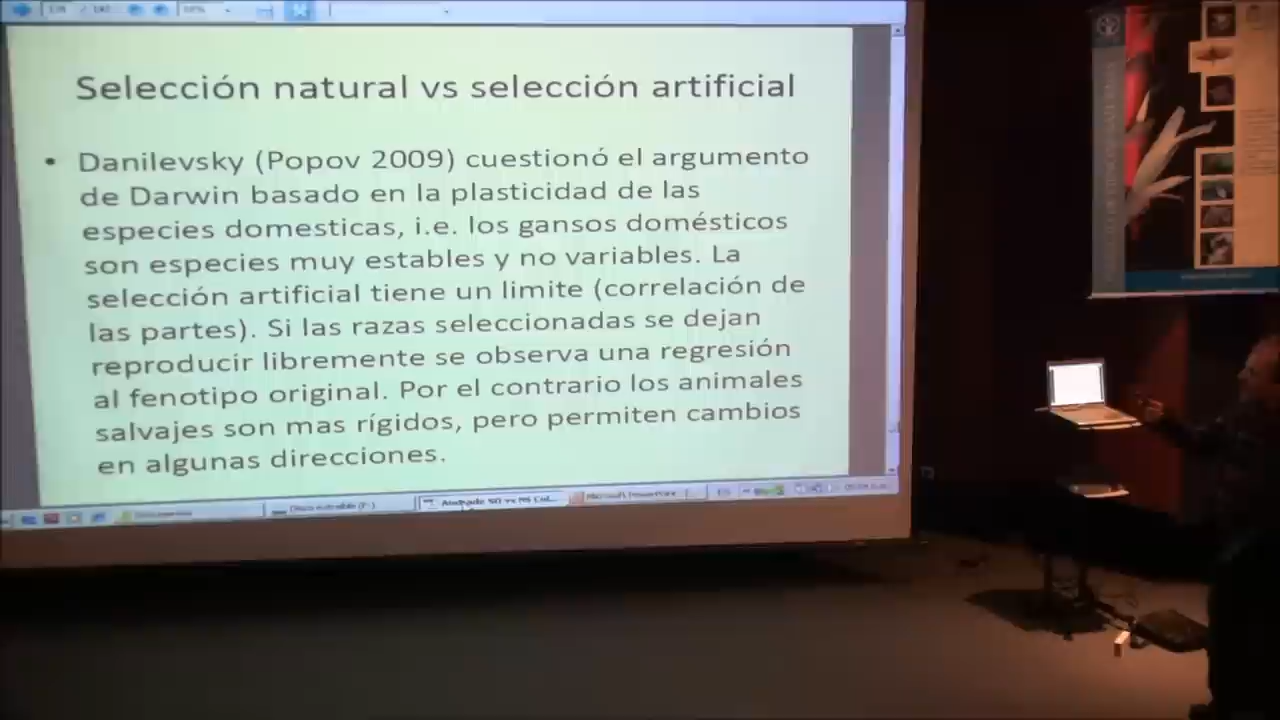 Selección natural vs selección artificial
• Danilevsky (Popov 2009) cuestionó el argumento
de Darwin basado en la plasticidad de las
especies domesticas, i.e. los gansos domésticos
son especies muy estables y no variables. La
selección artificial tiene un limite (correlación de
las partes). Si las razas seleccionadas se dejan
reproducir libremente se observa una regresión
al fenotipo original. Por el contrario los animales
salvajes son mas rígidos, pero permiten cambios
en algunas direcciones.
Microsoft PowerPoint